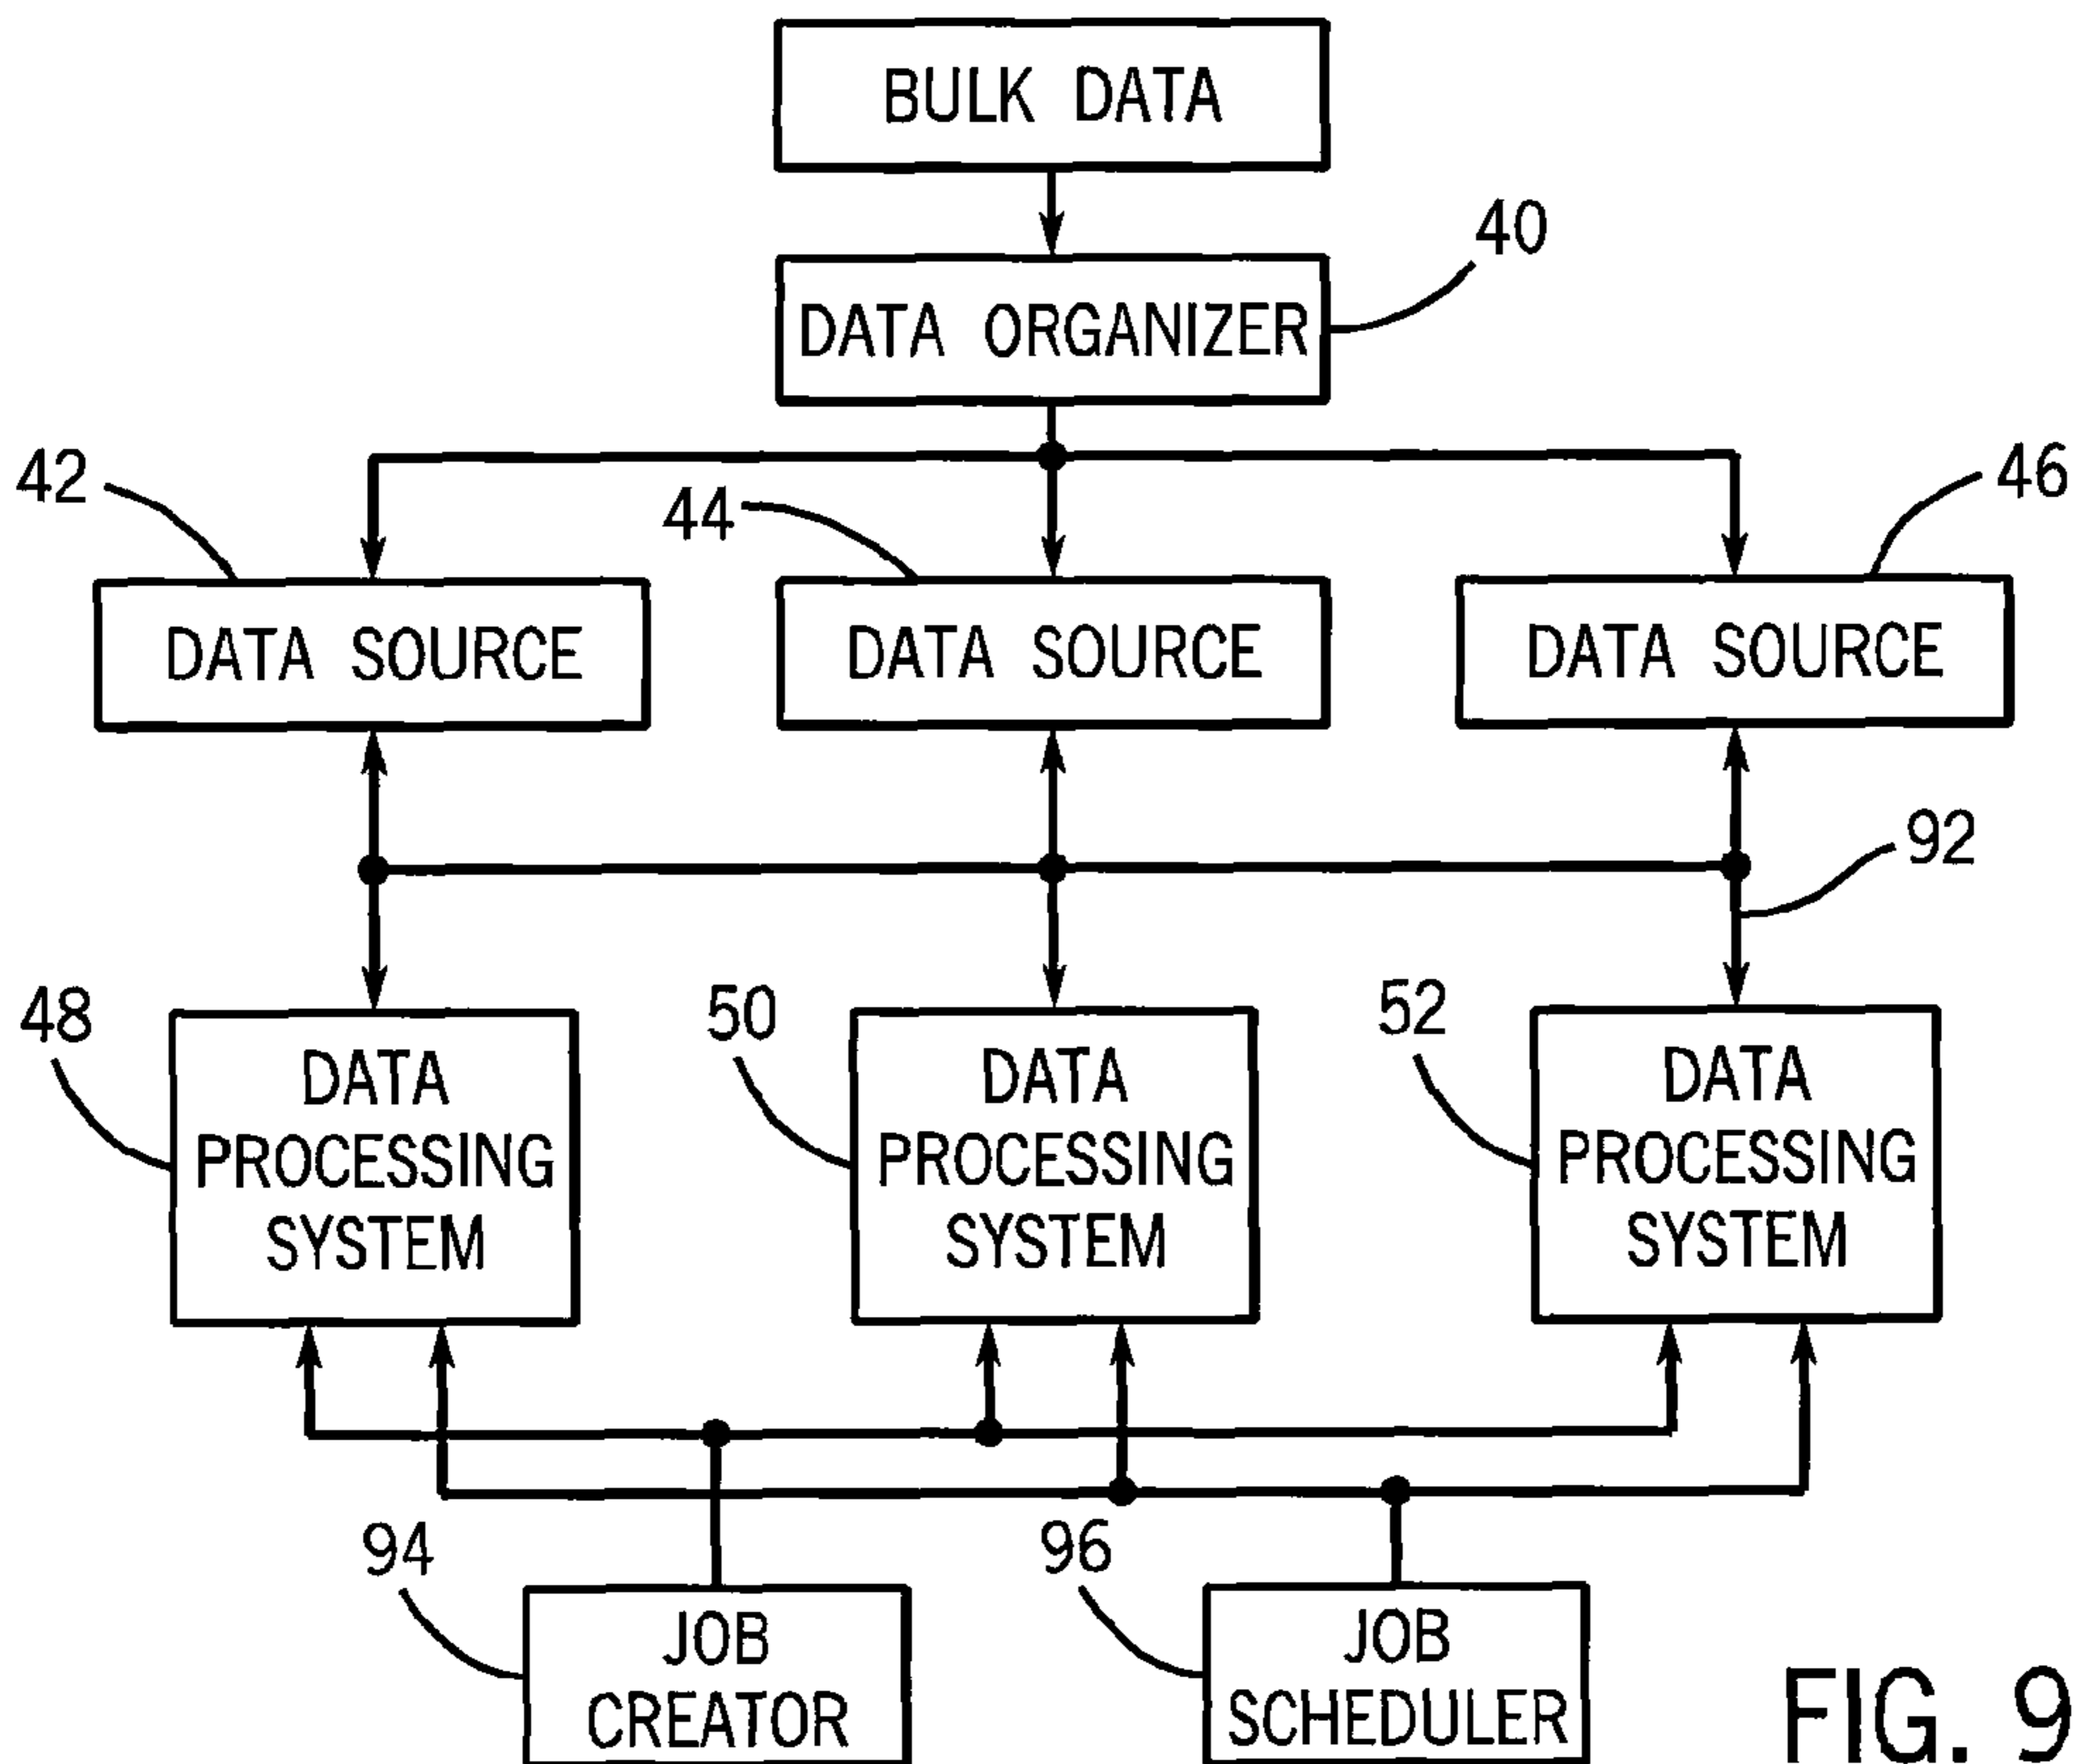 BULK DATA
40
DATA ORGANIZER
42
44
46
DATA SOURCE
DATA SOURCE
DATA SOURCE
92
48
50
52
DATA
PROCESSING
SYSTEM
DATA
PROCESSING
SYSTEM
DATA
PROCESSING
SYSTEM
94
96
JOB
CREATOR
JOB
SCHEDULER
FIG. 9